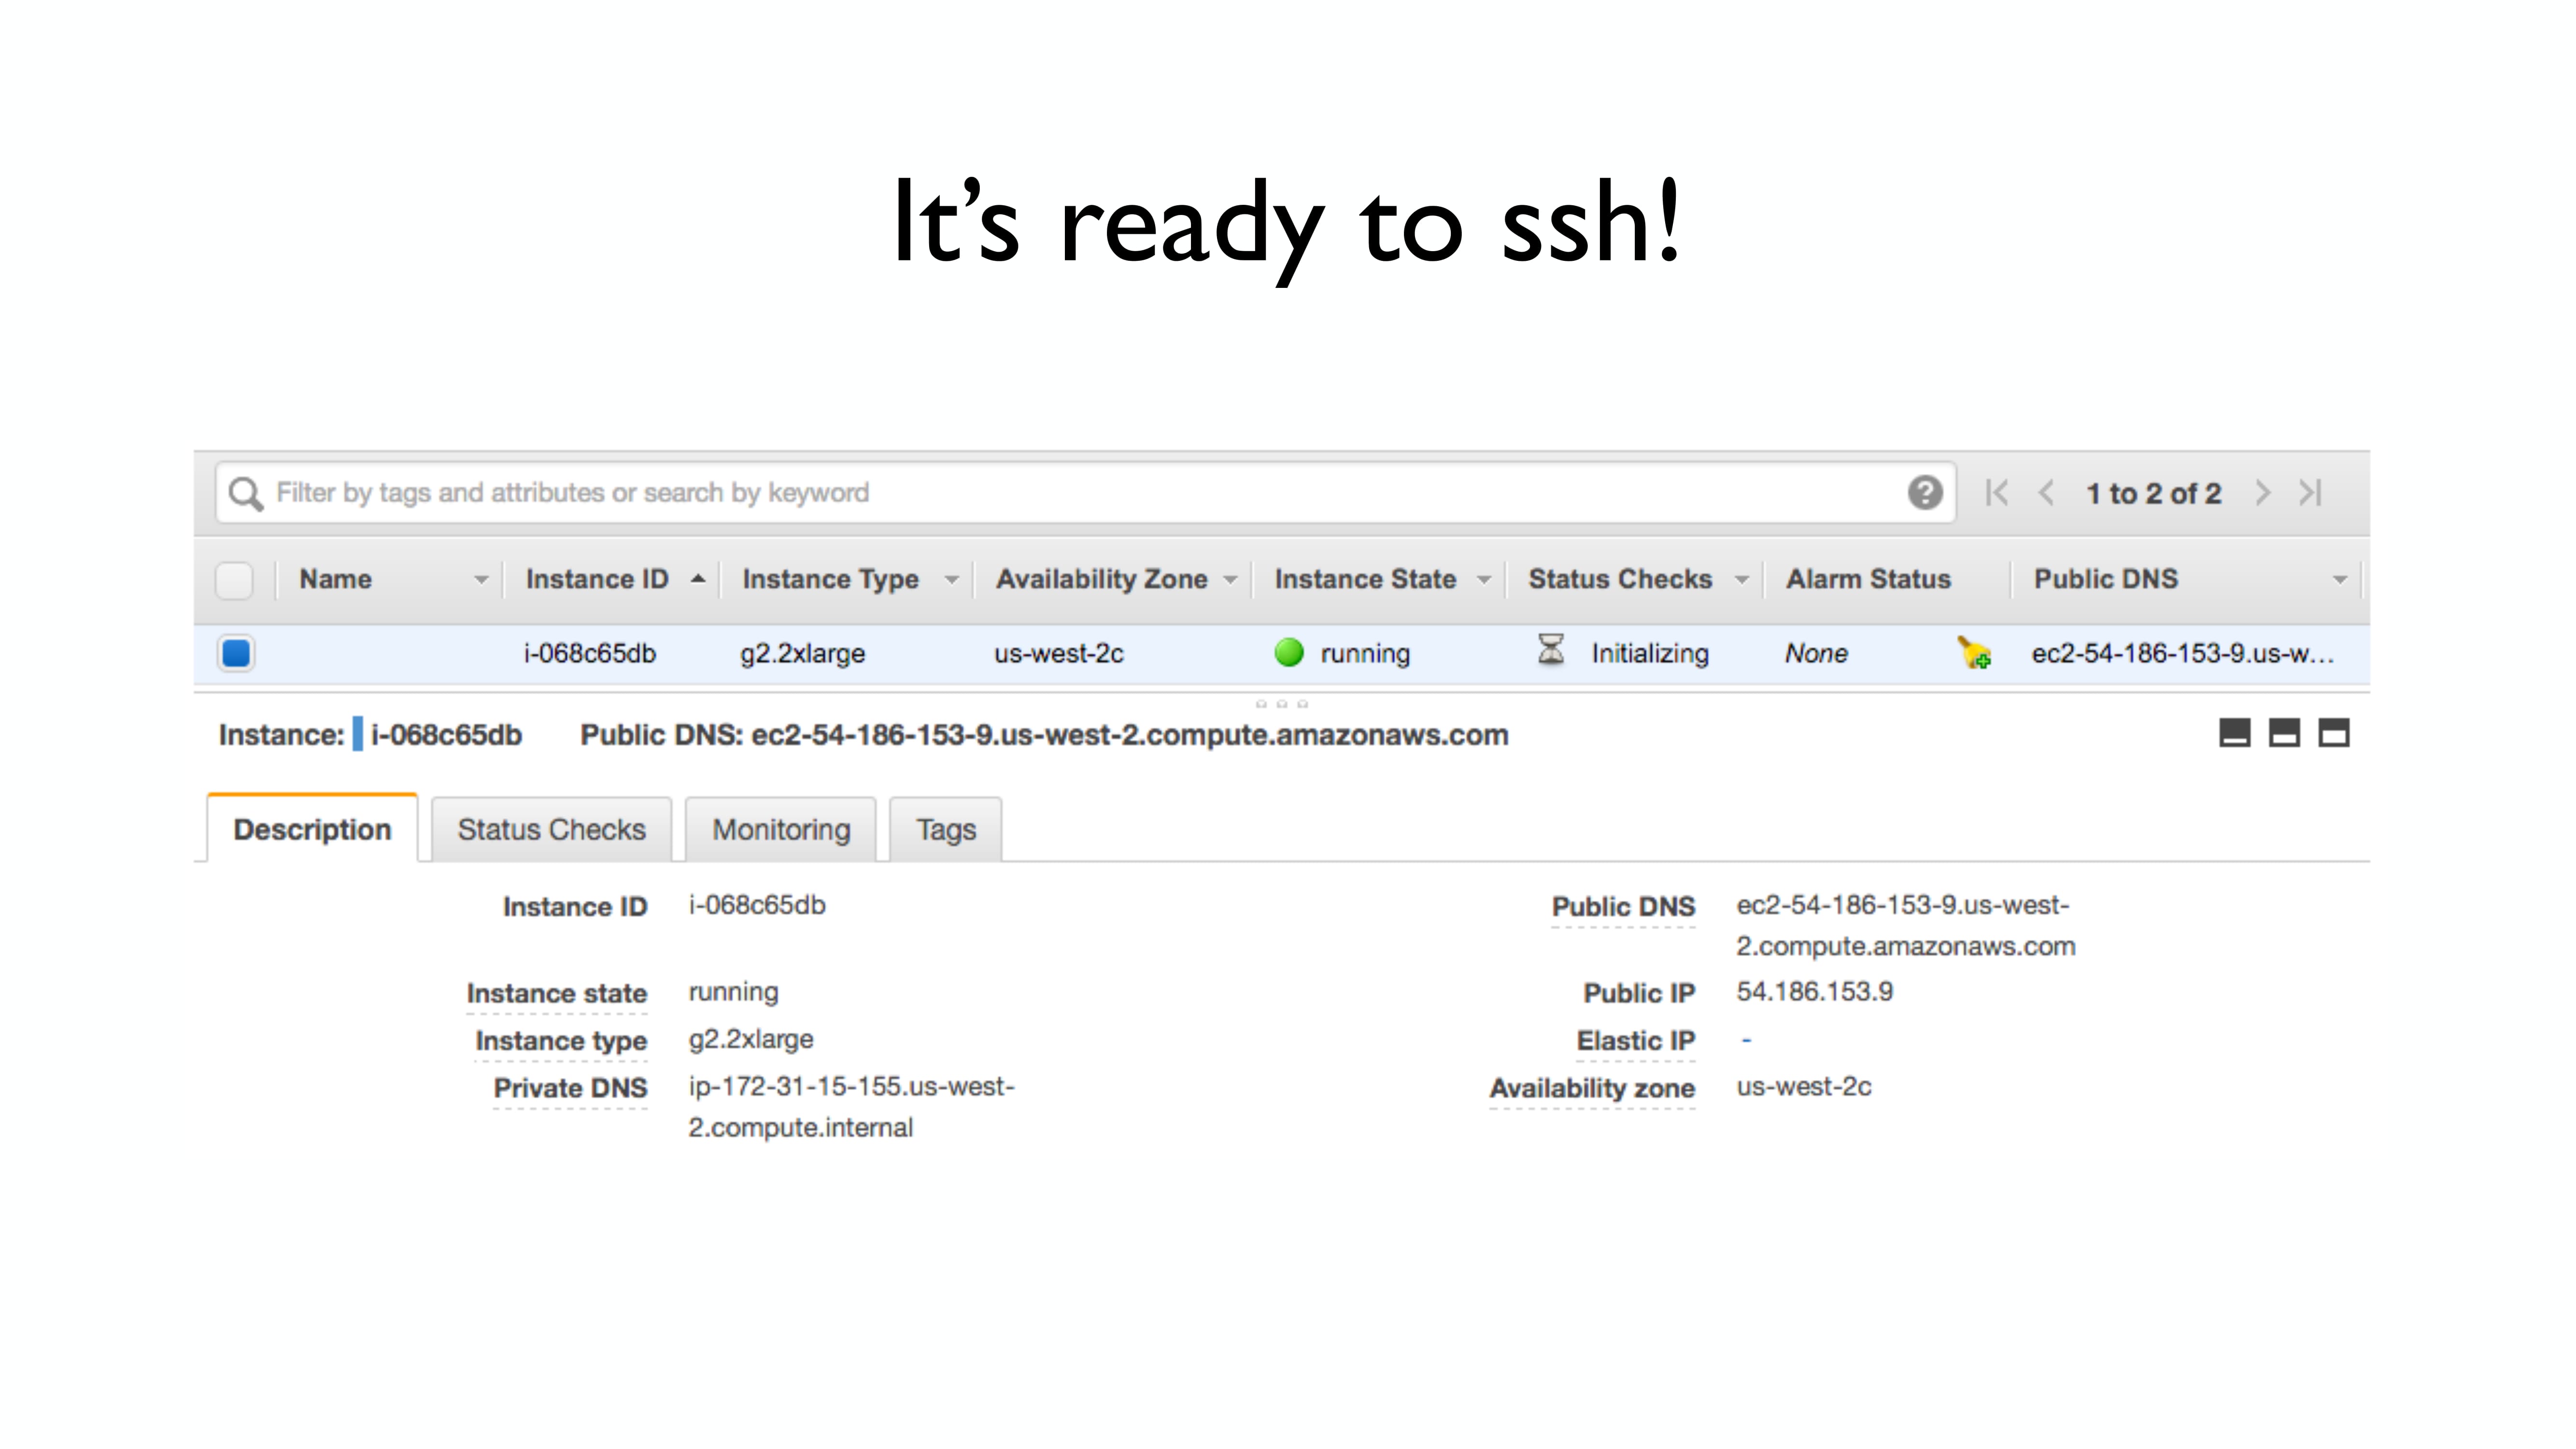 It’s ready to ssh!
Filter by tags and attributes or search by keyword
1 to 2 of 2
Name Instance ID Instance Type Availability Zone Instance State Status Checks Alarm Status Public DNS
i-068c65db g2.2xlarge us-west-2c running Initializing None ec2-54-186-153-9.us-w...
Instance: i-068c65db Public DNS: ec2-54-186-153-9.us-west-2.compute.amazonaws.com
Description Status Checks Monitoring Tags
Instance ID i-068c65db
Public DNS ec2-54-186-153-9.us-west-
2.compute.amazonaws.com
Instance state running
Public IP 54.186.153.9
Instance type g2.2xlarge
Elastic IP -
Private DNS ip-172-31-15-155.us-west-
2.compute.internal
Availability zone us-west-2c